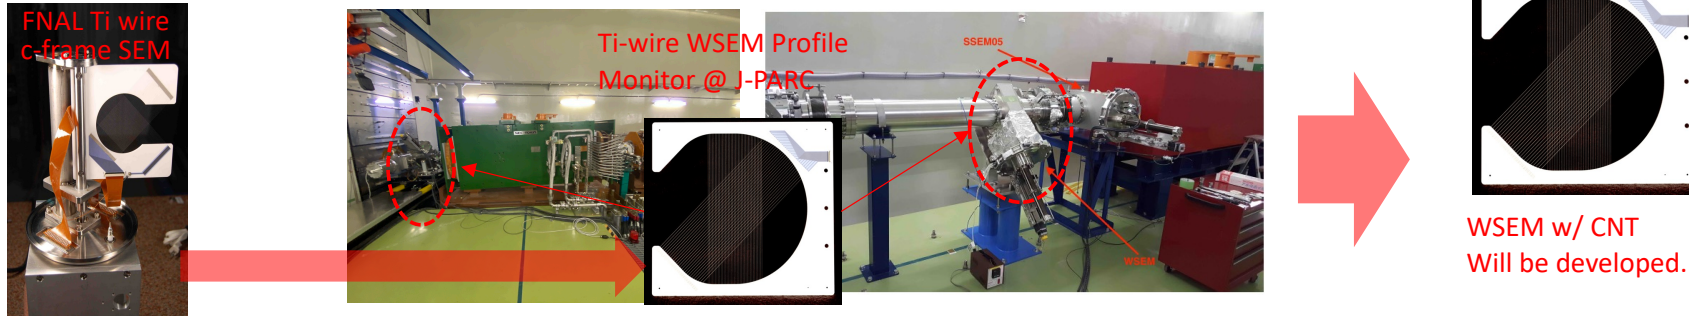 FNAL Ti wire
c-frame SEM
Ti-wire WSEM Profile
Monitor @ J-PARC
SSEM05
WSEM
WSEM w/ CNT
Will be developed.